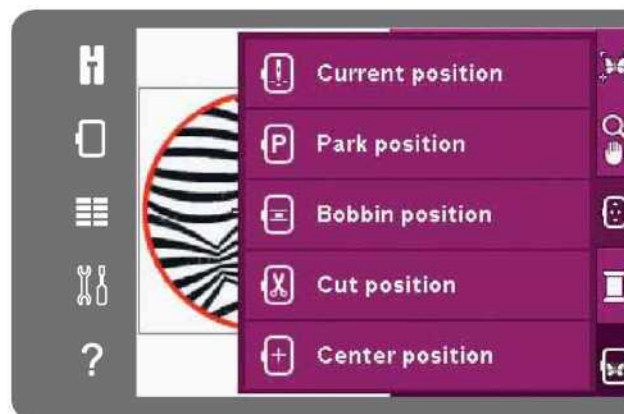 Current position
P Park position
Bobbin position
Cut position
Center position
?